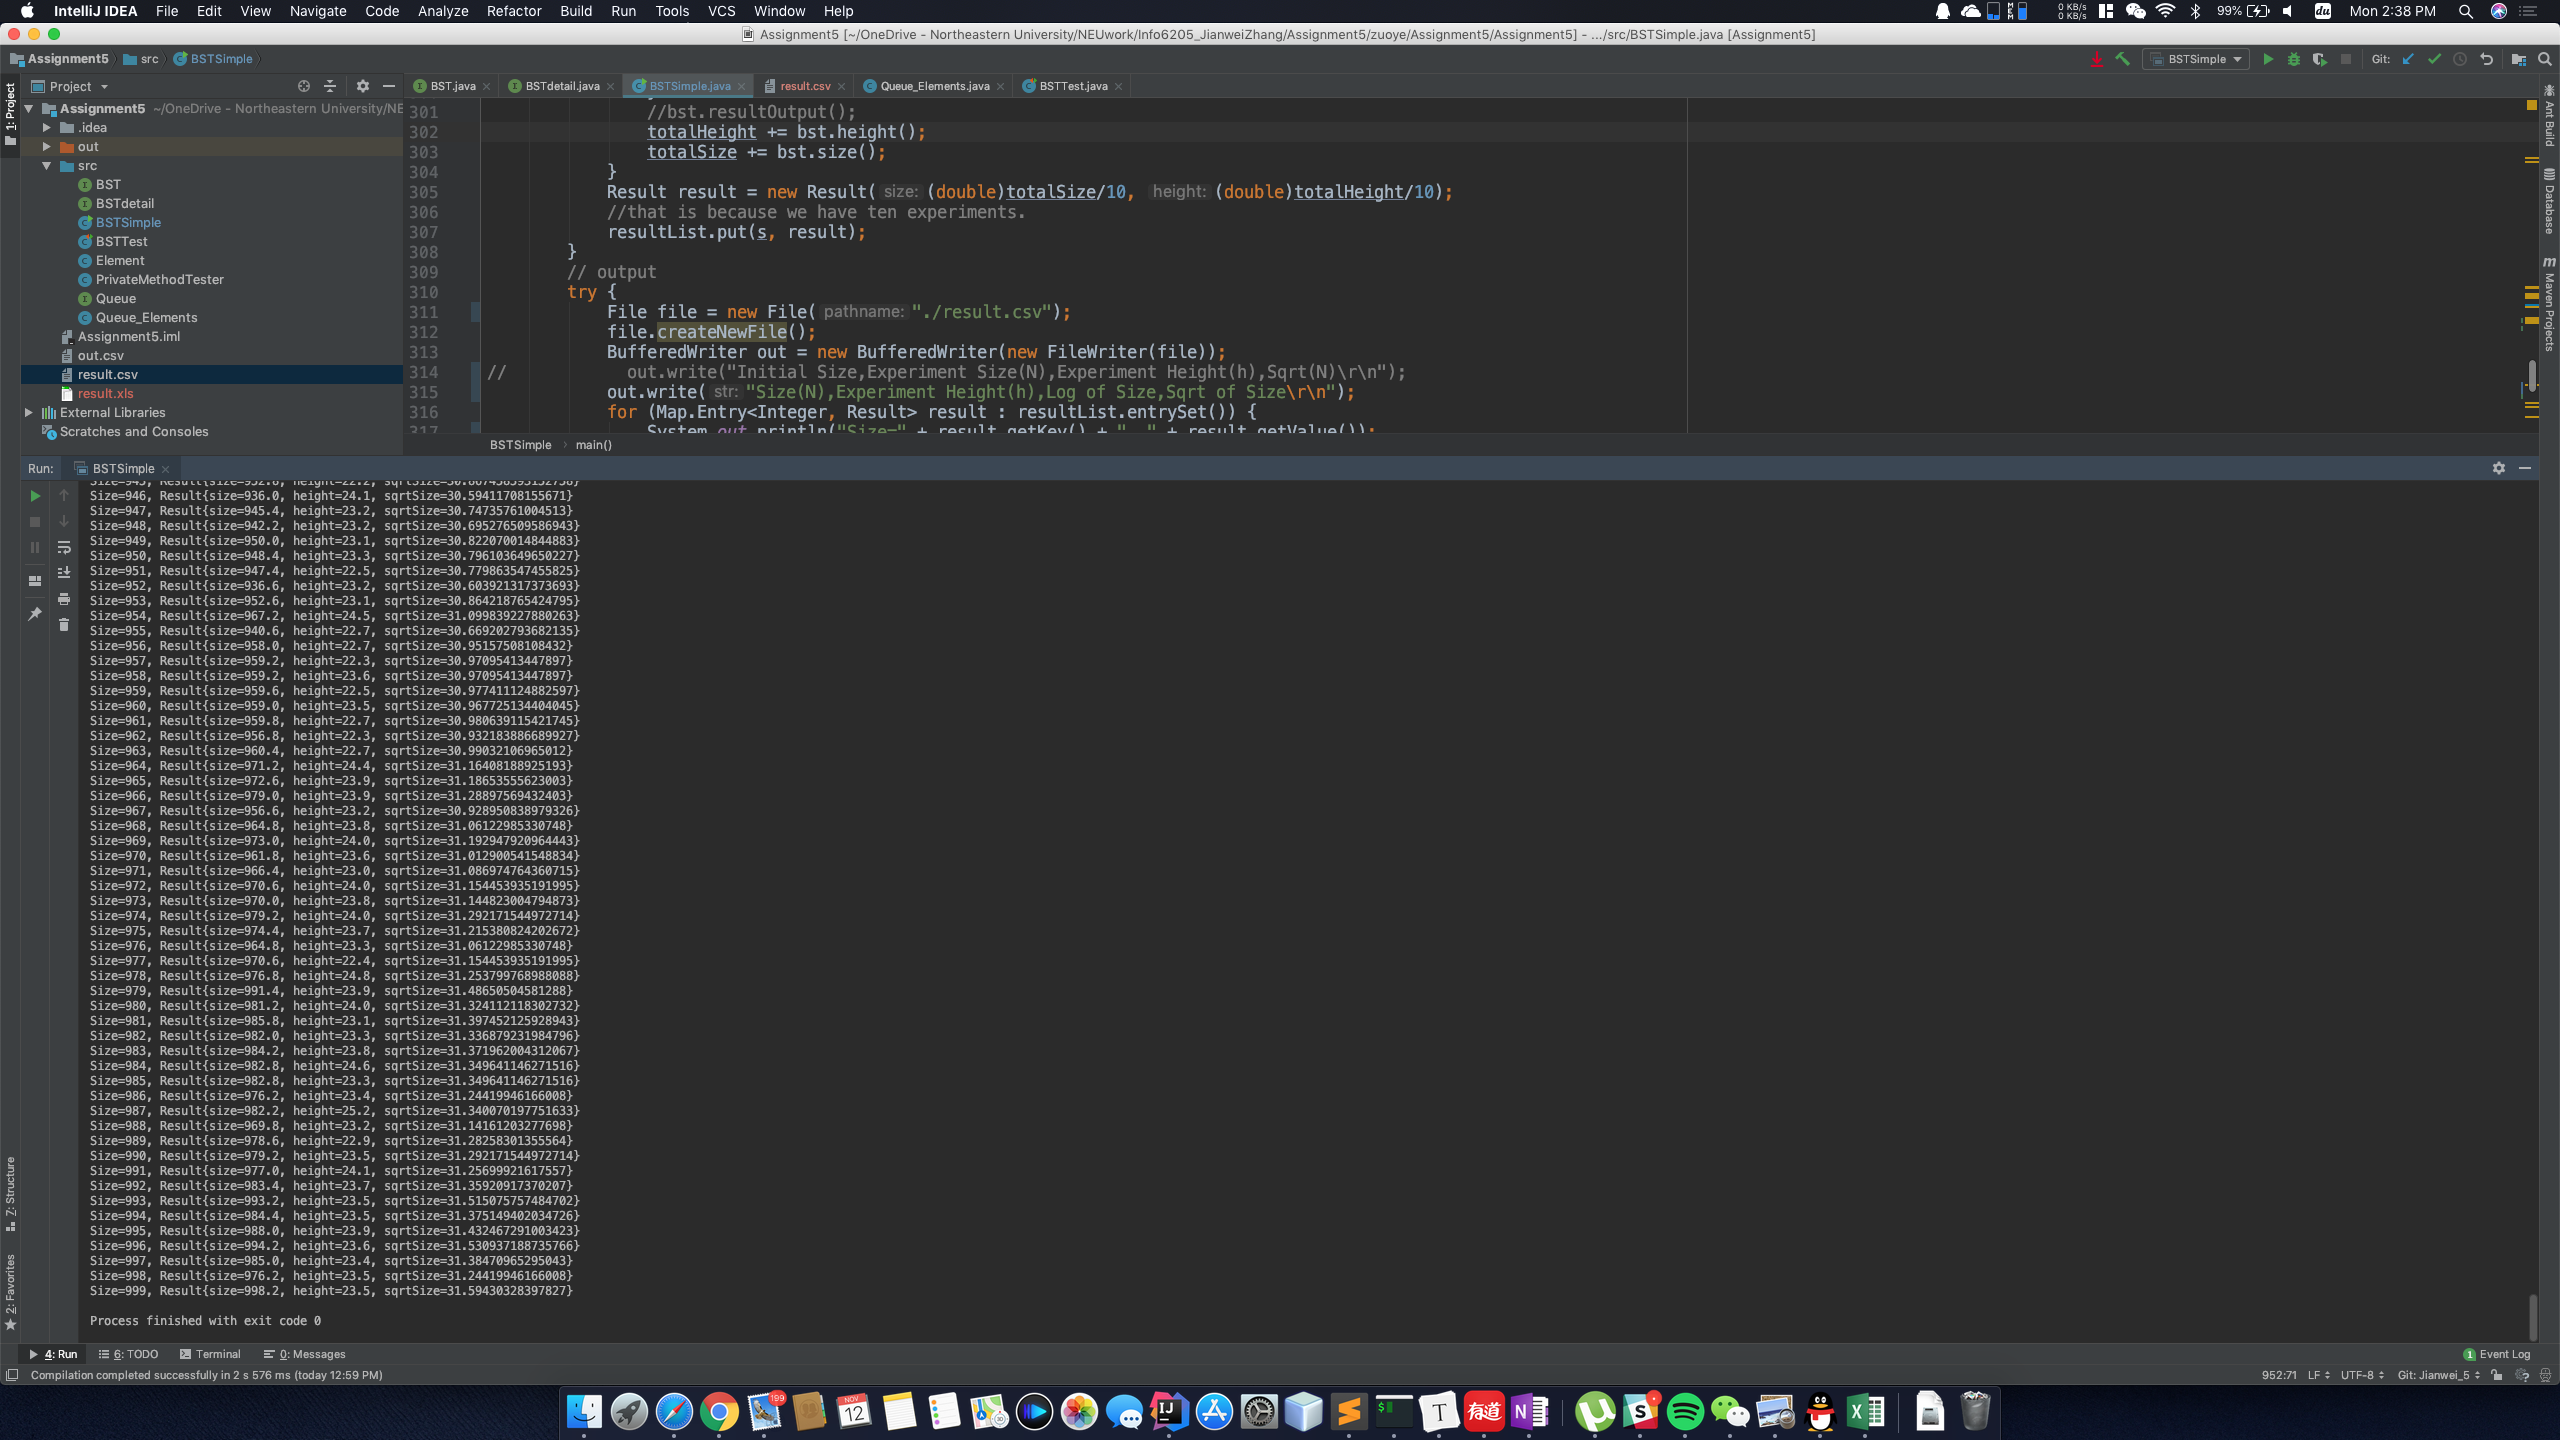 IntelliJ IDEA File Edit View Navigate Code Analyze Refactor Build Run Tools VCS Window Help 0 KB/s 0 KB/s 99% Mon 2:38 PM
Assignment5 [~/OneDrive - Northeastern University/NEUwork/Info6205_JianweiZhang/Assignment5/zuoye/Assignment5/Assignment5] - .../src/BSTSimple.java [Assignment5]
Assignment5 src BSTSimple BSTSimple Git:
Project BST.java BSTdetail.java BSTSimple.java result.csv Queue_Elements.java BSTTest.java
1: Project
Assignment5 ~/OneDrive - Northeastern University/NE
.idea
out
src
BST
BSTdetail
BSTSimple
BSTTest
Element
PrivateMethodTester
Queue
Queue_Elements
Assignment5.iml
out.csv
result.csv
result.xls
External Libraries
Scratches and Consoles
301 //bst.resultOutput();
302 totalHeight += bst.height();
303 totalSize += bst.size();
304 }
305 Result result = new Result( size: (double)totalSize/10, height: (double)totalHeight/10);
306 //that is because we have ten experiments.
307 resultList.put(s, result);
308 }
309 // output
310 try {
311 File file = new File( pathname: "./result.csv");
312 file.createNewFile();
313 BufferedWriter out = new BufferedWriter(new FileWriter(file));
314 // out.write("Initial Size,Experiment Size(N),Experiment Height(h),Sqrt(N)\r\n");
315 out.write( str: "Size(N),Experiment Height(h),Log of Size,Sqrt of Size\r\n");
316 for (Map.Entry<Integer, Result> result : resultList.entrySet()) {
317 System.out.println("Size=" + result.getKey() + ", " + result.getValue());
BSTSimple main()
Ant Build
Database
Maven Projects
Run: BSTSimple
Size=946, Result{size=936.0, height=24.1, sqrtSize=30.59411708155671}
Size=947, Result{size=945.4, height=23.2, sqrtSize=30.74735761004513}
Size=948, Result{size=942.2, height=23.2, sqrtSize=30.695276509586943}
Size=949, Result{size=950.0, height=23.1, sqrtSize=30.822070014844883}
Size=950, Result{size=948.4, height=23.3, sqrtSize=30.796103649650227}
Size=951, Result{size=947.4, height=22.5, sqrtSize=30.779863547455825}
Size=952, Result{size=936.6, height=23.2, sqrtSize=30.603921317373693}
Size=953, Result{size=952.6, height=23.1, sqrtSize=30.864218765424795}
Size=954, Result{size=967.2, height=24.5, sqrtSize=31.099839227880263}
Size=955, Result{size=940.6, height=22.7, sqrtSize=30.669202793682135}
Size=956, Result{size=958.0, height=22.7, sqrtSize=30.95157508108432}
Size=957, Result{size=959.2, height=22.3, sqrtSize=30.97095413447897}
Size=958, Result{size=959.2, height=23.6, sqrtSize=30.97095413447897}
Size=959, Result{size=959.6, height=22.5, sqrtSize=30.977411124882597}
Size=960, Result{size=959.0, height=23.5, sqrtSize=30.967725134404045}
Size=961, Result{size=959.8, height=22.7, sqrtSize=30.980639115421745}
Size=962, Result{size=956.8, height=22.3, sqrtSize=30.932183886689927}
Size=963, Result{size=960.4, height=22.7, sqrtSize=30.99032106965012}
Size=964, Result{size=971.2, height=24.4, sqrtSize=31.16408188925193}
Size=965, Result{size=972.6, height=23.9, sqrtSize=31.18653555623003}
Size=966, Result{size=979.0, height=23.9, sqrtSize=31.28897569432403}
Size=967, Result{size=956.6, height=23.2, sqrtSize=30.928950838979326}
Size=968, Result{size=964.8, height=23.8, sqrtSize=31.06122985330748}
Size=969, Result{size=973.0, height=24.0, sqrtSize=31.192947920964443}
Size=970, Result{size=961.8, height=23.6, sqrtSize=31.012900541548834}
Size=971, Result{size=966.4, height=23.0, sqrtSize=31.086974764360715}
Size=972, Result{size=970.6, height=24.0, sqrtSize=31.154453935191995}
Size=973, Result{size=970.0, height=23.8, sqrtSize=31.144823004794873}
Size=974, Result{size=979.2, height=24.0, sqrtSize=31.292171544972714}
Size=975, Result{size=974.4, height=23.7, sqrtSize=31.215380824202672}
Size=976, Result{size=964.8, height=23.3, sqrtSize=31.06122985330748}
Size=977, Result{size=970.6, height=22.4, sqrtSize=31.154453935191995}
Size=978, Result{size=976.8, height=24.8, sqrtSize=31.253799768988088}
Size=979, Result{size=991.4, height=23.9, sqrtSize=31.48650504581288}
Size=980, Result{size=981.2, height=24.0, sqrtSize=31.324112118302732}
Size=981, Result{size=985.8, height=23.1, sqrtSize=31.397452125928943}
Size=982, Result{size=982.0, height=23.3, sqrtSize=31.336879231984796}
Size=983, Result{size=984.2, height=23.8, sqrtSize=31.371962004312067}
Size=984, Result{size=982.8, height=24.6, sqrtSize=31.349641146271516}
Size=985, Result{size=982.8, height=23.3, sqrtSize=31.349641146271516}
Size=986, Result{size=976.2, height=23.4, sqrtSize=31.24419946166008}
Size=987, Result{size=982.2, height=25.2, sqrtSize=31.340070197751633}
Size=988, Result{size=969.8, height=23.2, sqrtSize=31.14161203277698}
Size=989, Result{size=978.6, height=22.9, sqrtSize=31.28258301355564}
Size=990, Result{size=979.2, height=23.5, sqrtSize=31.292171544972714}
Size=991, Result{size=977.0, height=24.1, sqrtSize=31.25699921617557}
Size=992, Result{size=983.4, height=23.7, sqrtSize=31.35920917370207}
Size=993, Result{size=993.2, height=23.5, sqrtSize=31.515075757484702}
Size=994, Result{size=984.4, height=23.5, sqrtSize=31.375149402034726}
Size=995, Result{size=988.0, height=23.9, sqrtSize=31.432467291003423}
Size=996, Result{size=994.2, height=23.6, sqrtSize=31.530937188735766}
Size=997, Result{size=985.0, height=23.4, sqrtSize=31.38470965295043}
Size=998, Result{size=976.2, height=23.5, sqrtSize=31.24419946166008}
Size=999, Result{size=998.2, height=23.5, sqrtSize=31.59430328397827}
Process finished with exit code 0
7: Structure
2: Favorites
4: Run 6: TODO Terminal 0: Messages 1 Event Log
Compilation completed successfully in 2 s 576 ms (today 12:59 PM) 952:71 LF UTF-8 Git: Jianwei_5
199 NOV 12 IJ T 有道 N S X